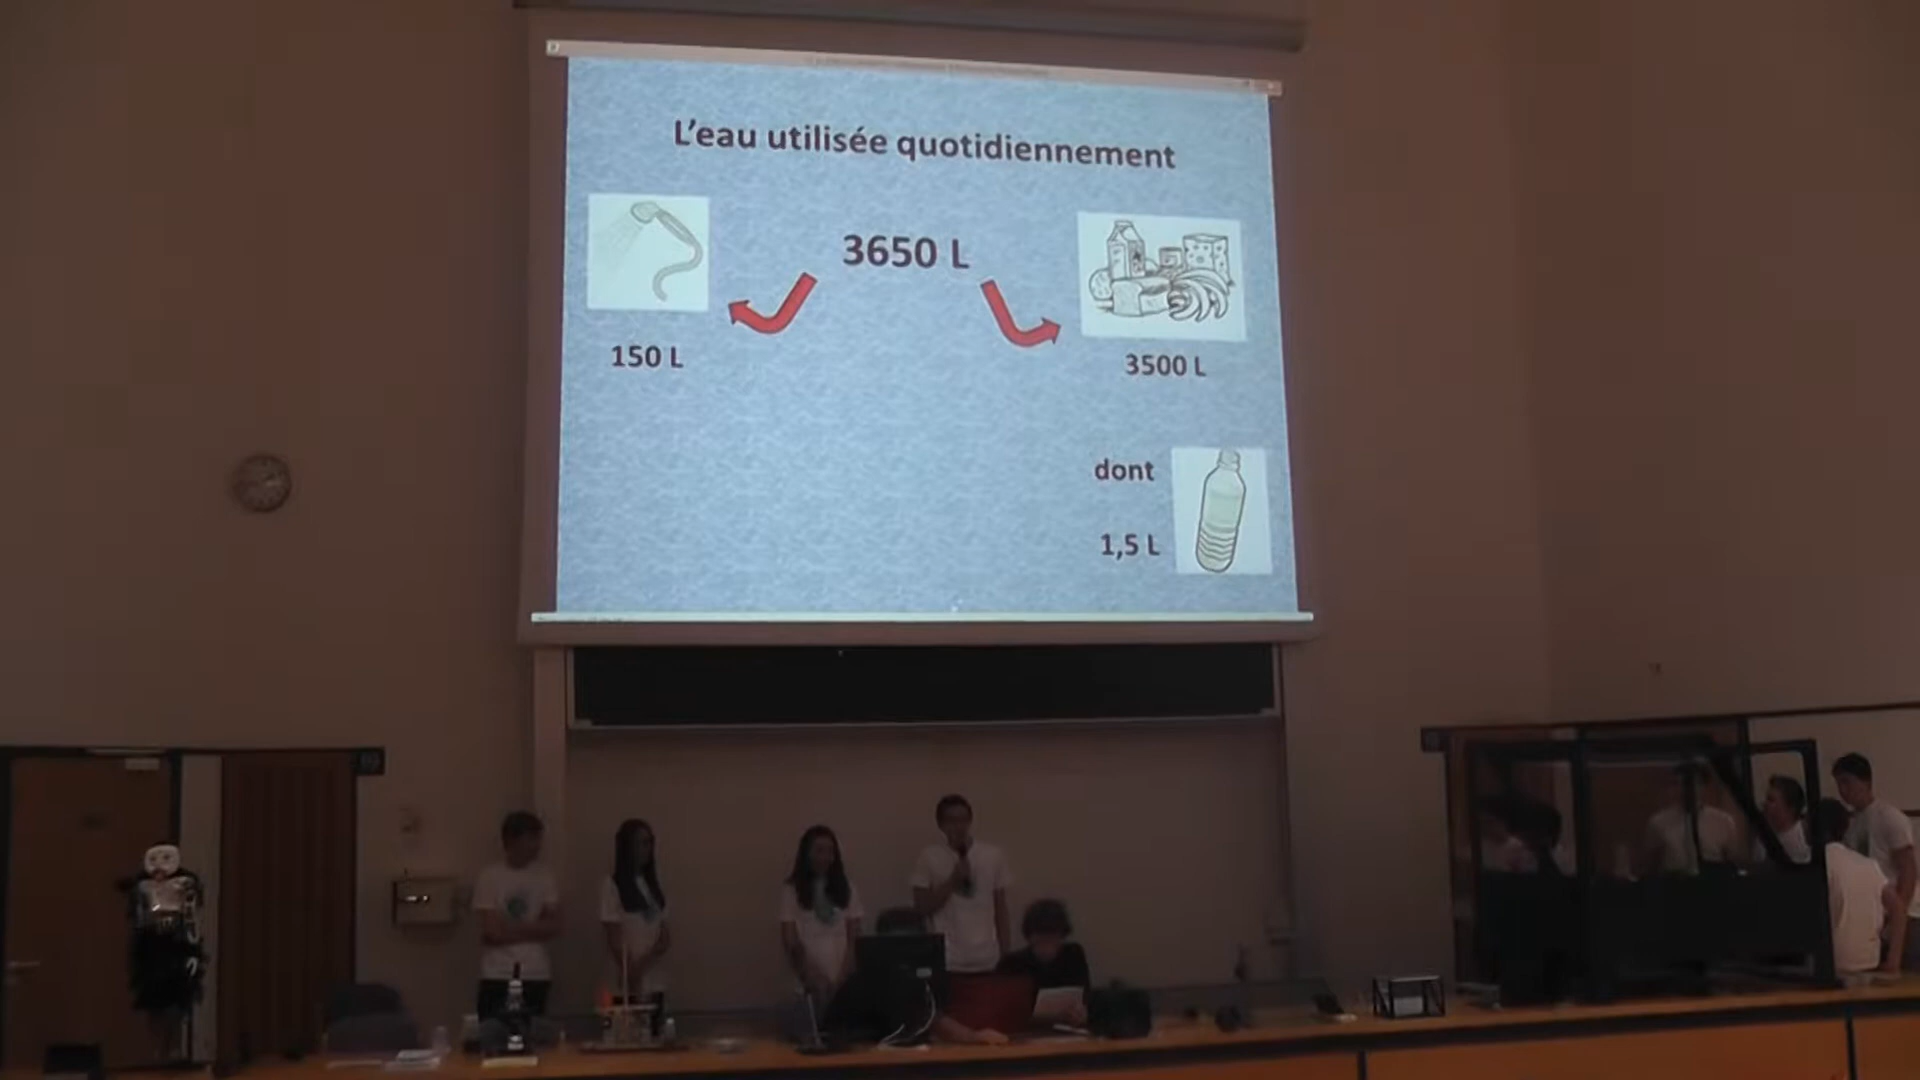 L'eau utilisée quotidiennement
3650 L
150 L
3500 L
dont
1,5 L